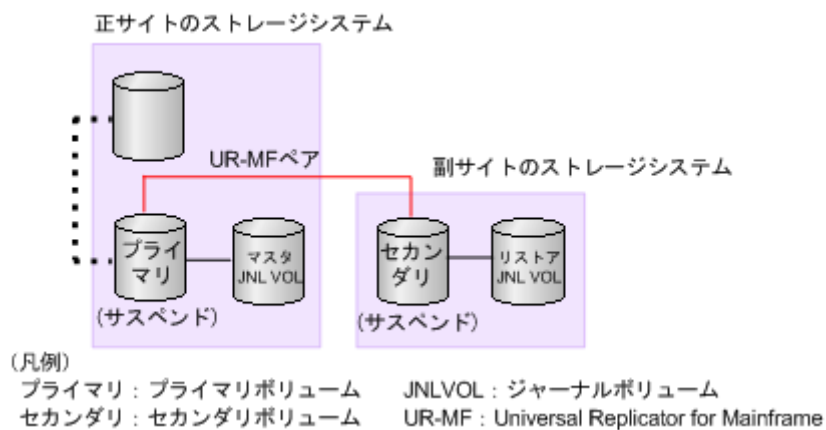 正サイトのストレージシステム
UR-MFペア
副サイトのストレージシステム
プライ
マリ
マスタ
JNL VOL
セカン
ダリ
リストア
JNL VOL
(サスペンド)
(サスペンド)
(凡例)
プライマリ:プライマリボリューム JNLVOL:ジャーナルボリューム
セカンダリ:セカンダリボリューム UR-MF:Universal Replicator for Mainframe